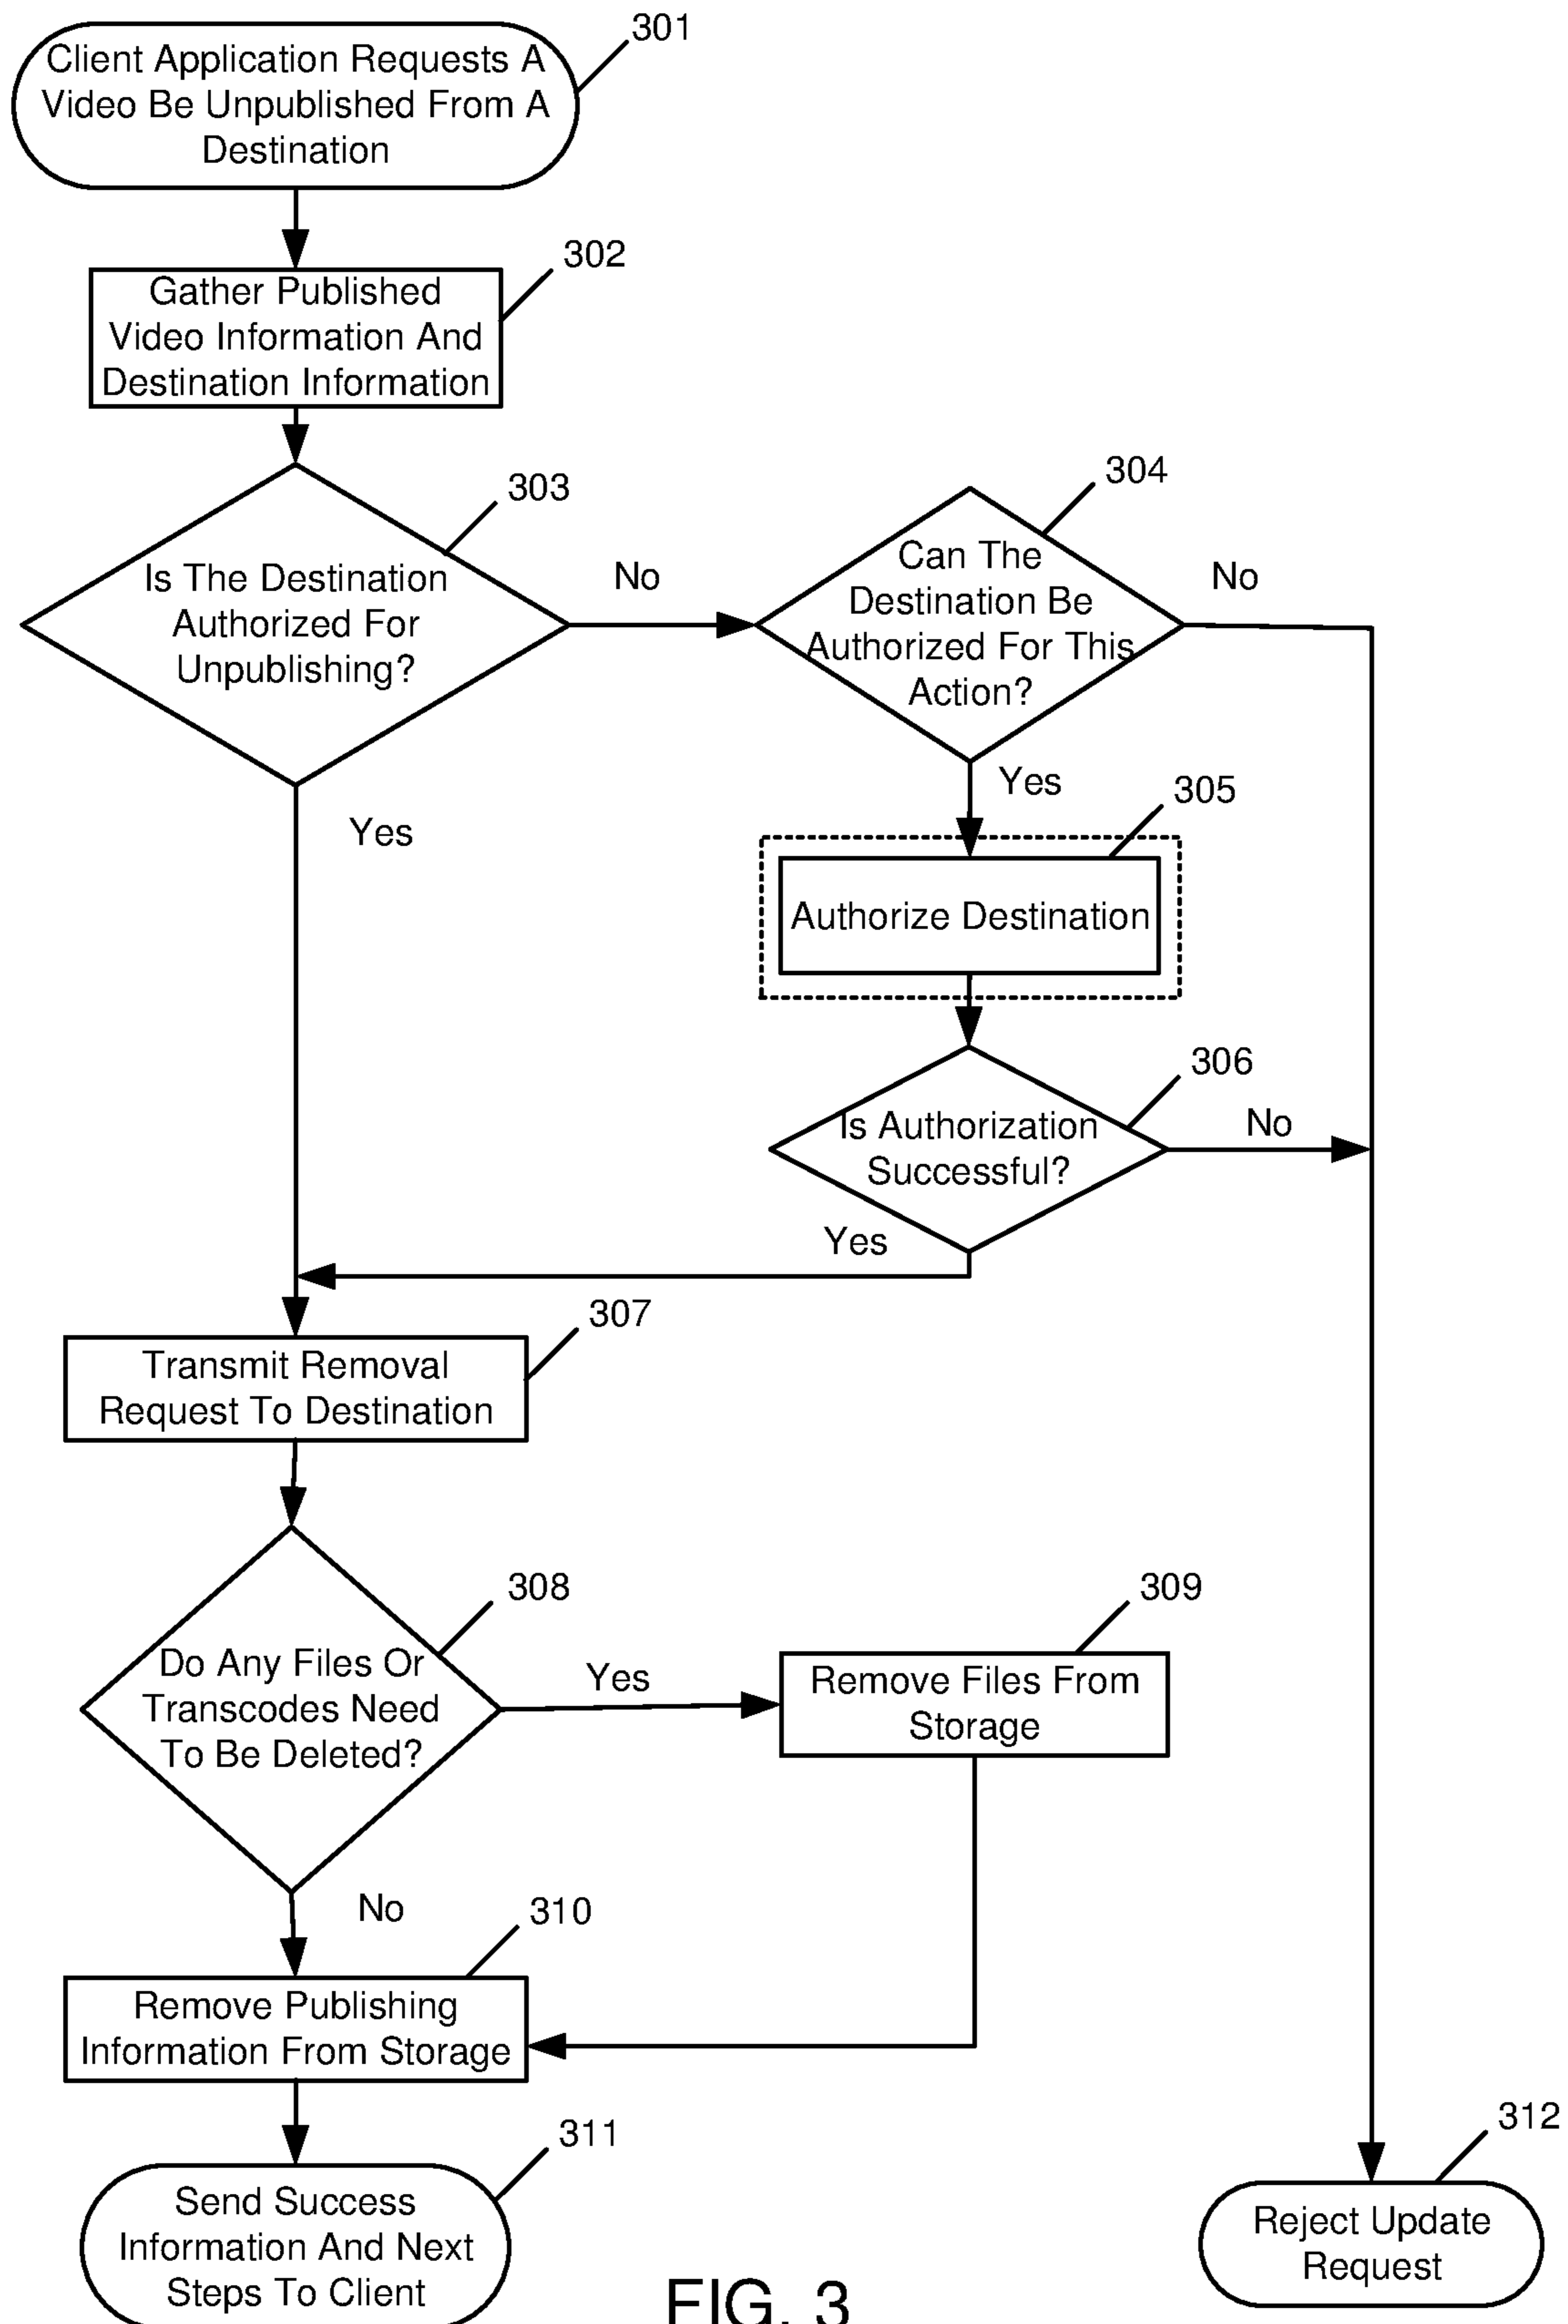 301
Client Application Requests A
Video Be Unpublished From A
Destination
302
Gather Published
Video Information And
Destination Information
303
Is The Destination
Authorized For
Unpublishing?
No
304
Can The
Destination Be
Authorized For This
Action?
No
Yes
Yes
305
Authorize Destination
306
Is Authorization
Successful?
No
Yes
307
Transmit Removal
Request To Destination
308
Do Any Files Or
Transcodes Need
To Be Deleted?
Yes
309
Remove Files From
Storage
No
310
Remove Publishing
Information From Storage
311
Send Success
Information And Next
Steps To Client
312
Reject Update
Request
FIG. 3